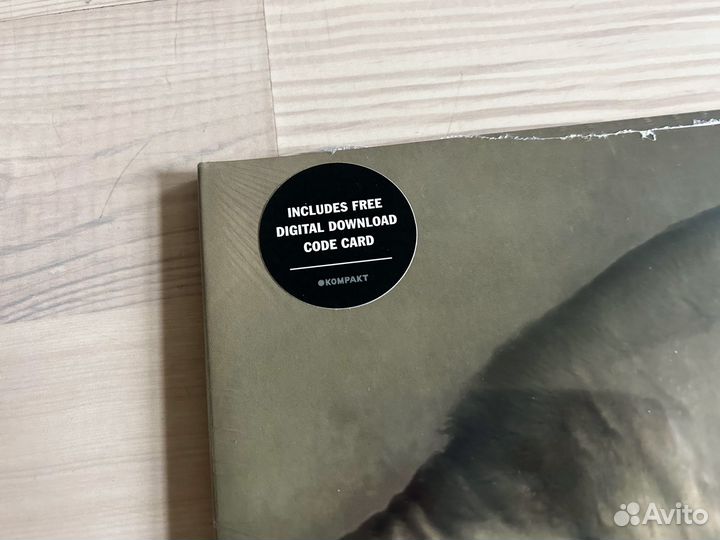 INCLUDES FREE
DIGITAL DOWNLOAD
CODE CARD
KOMPAKT
Avito